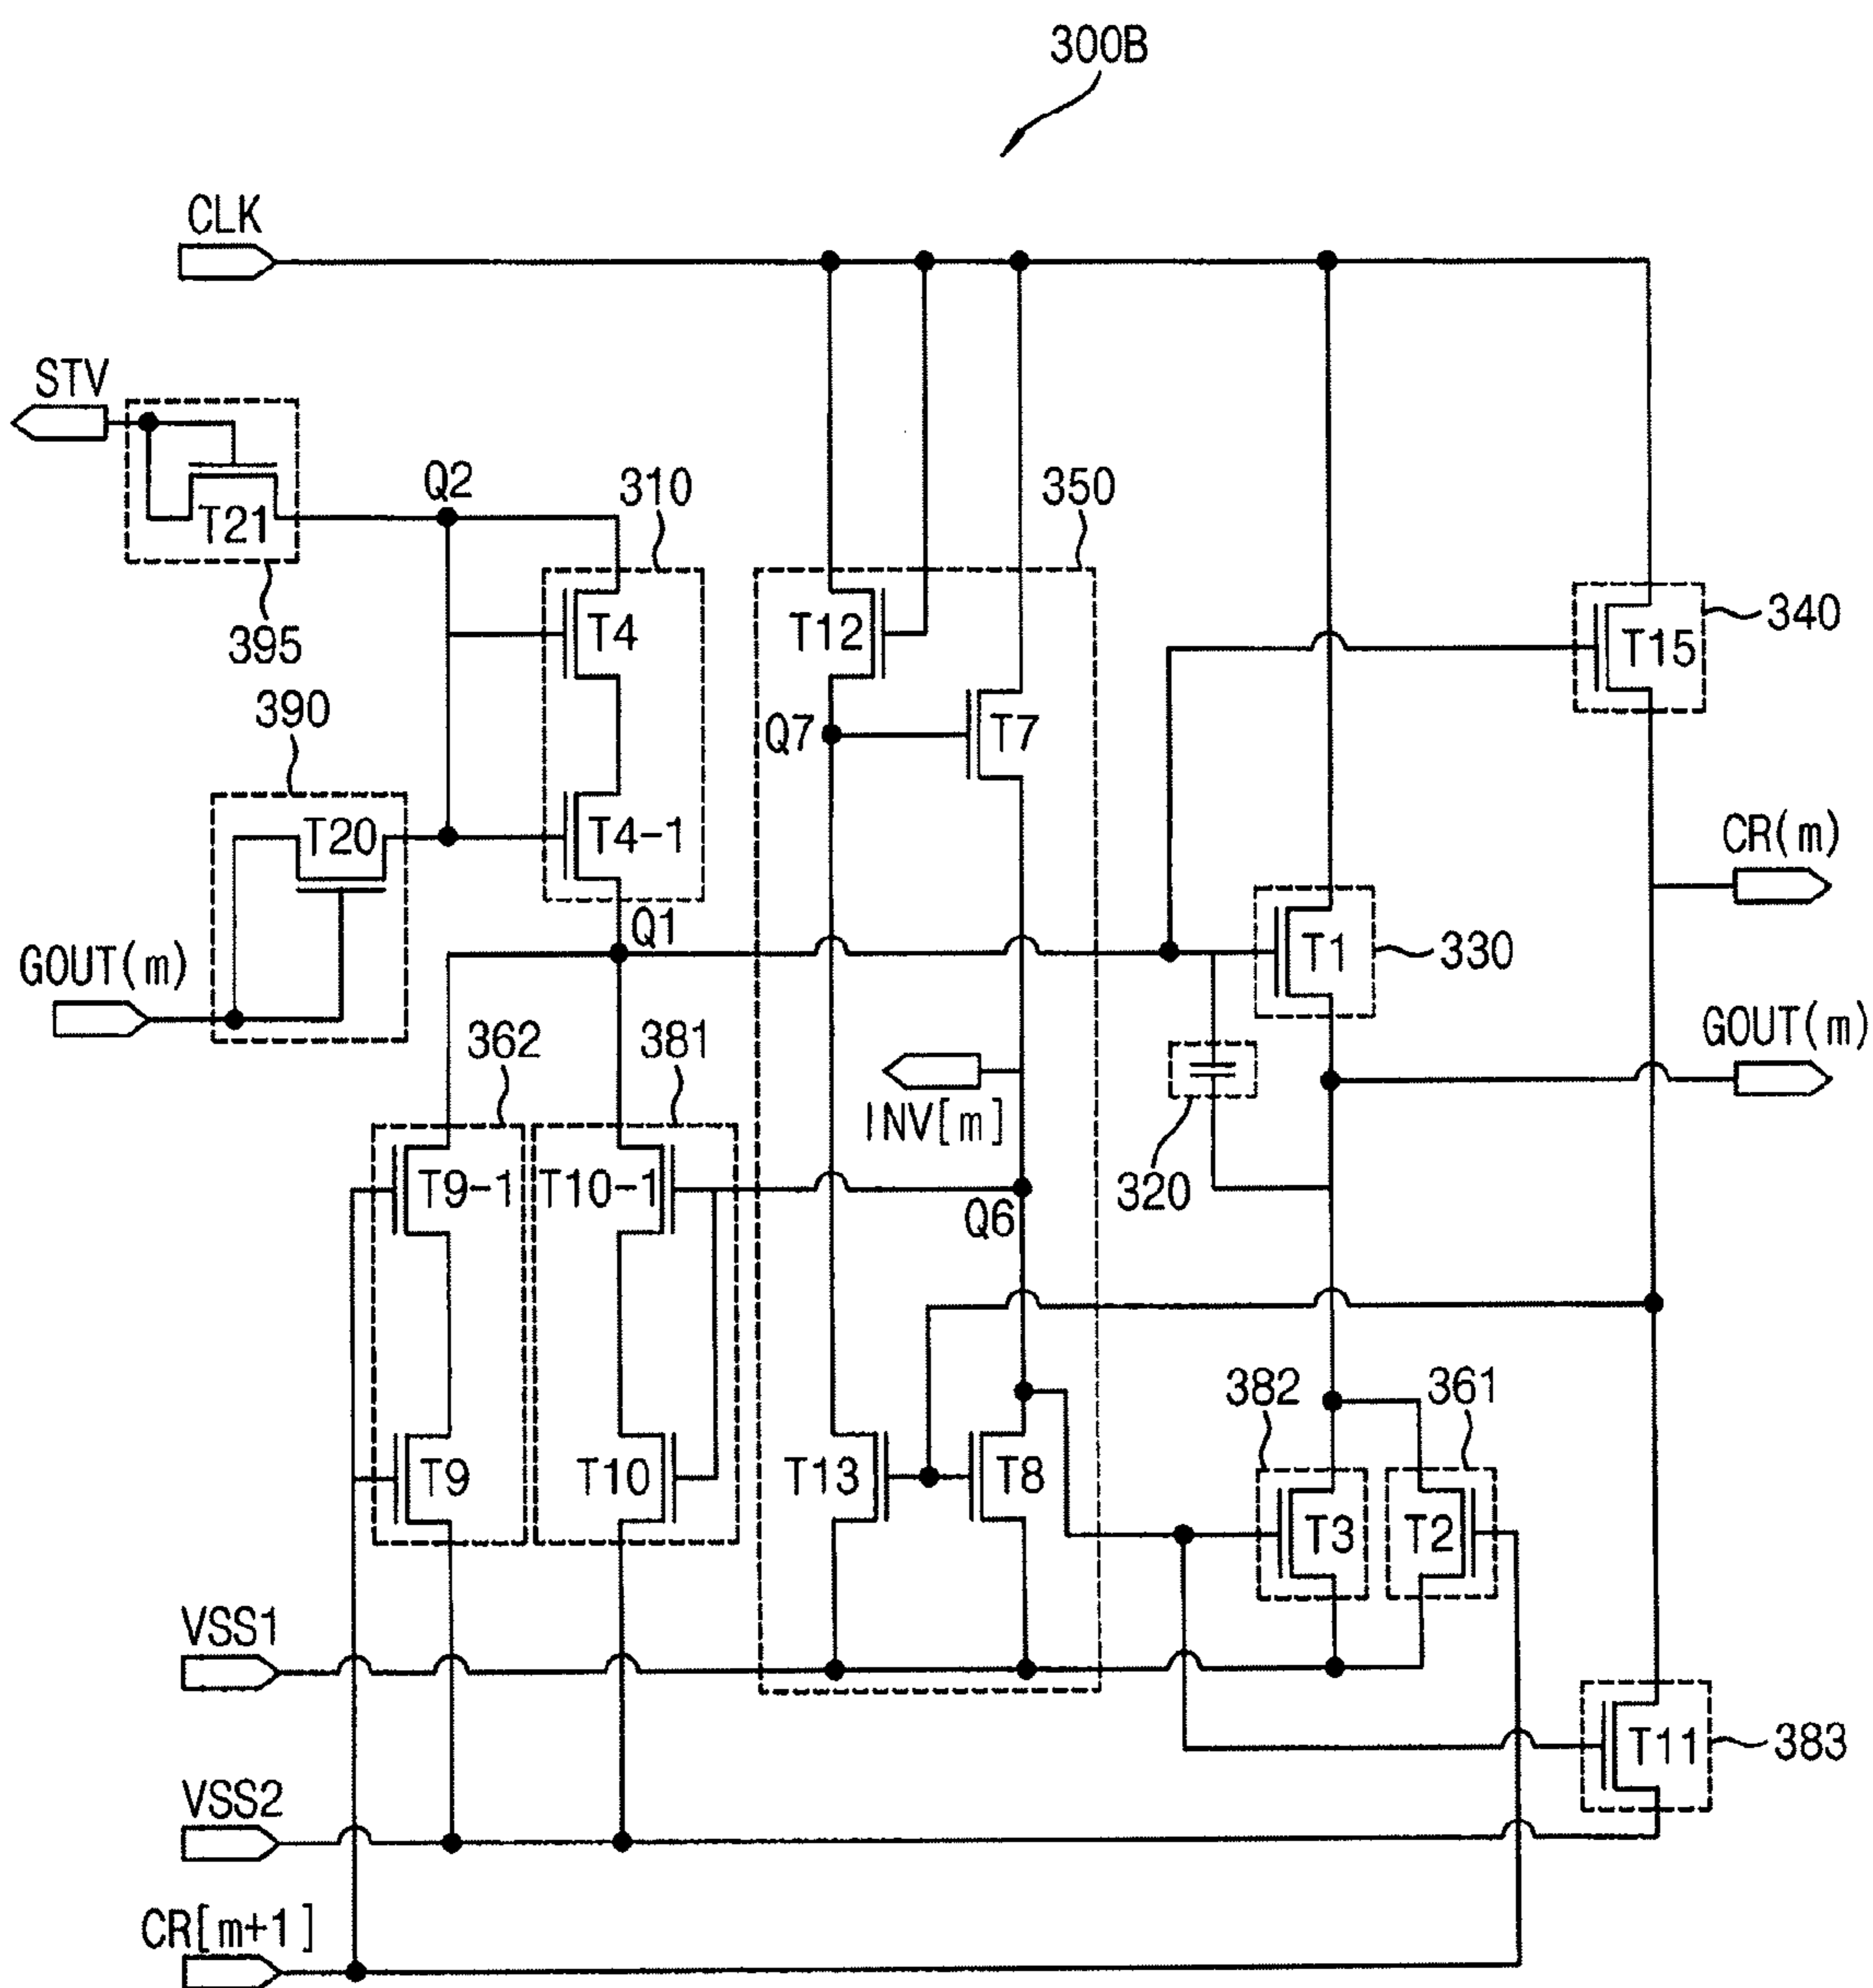 300B
CLK
STV
T21
395
Q2
310
350
T4
T12
T15
340
390
Q7
T7
T20
T4-1
CR(m)
Q1
T1
330
GOUT(m)
GOUT(m)
362
381
INV[m]
320
T9-1
T10-1
Q6
382
361
T9
T10
T13
T8
T3
T2
VSS1
T11
383
VSS2
CR[m+1]